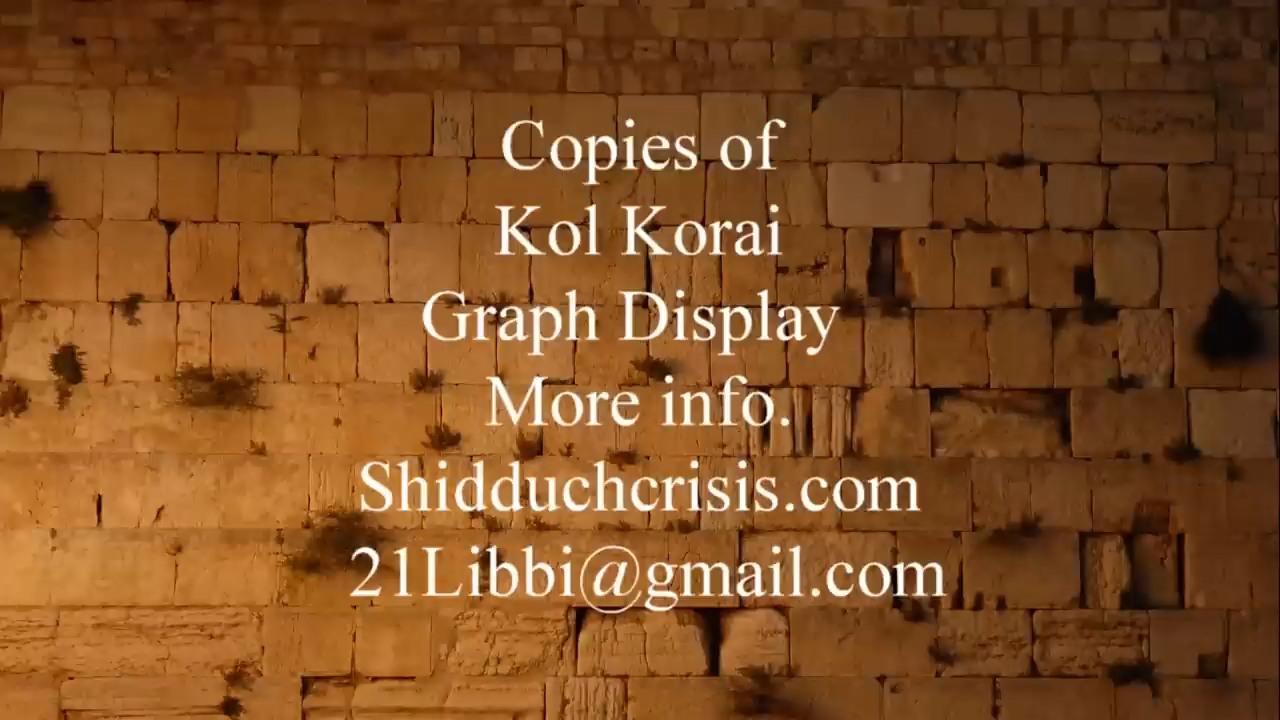 Copies of
Kol Korai
Graph Display
More info.
Shidduchcrisis.com
21Libbi@gmail.com